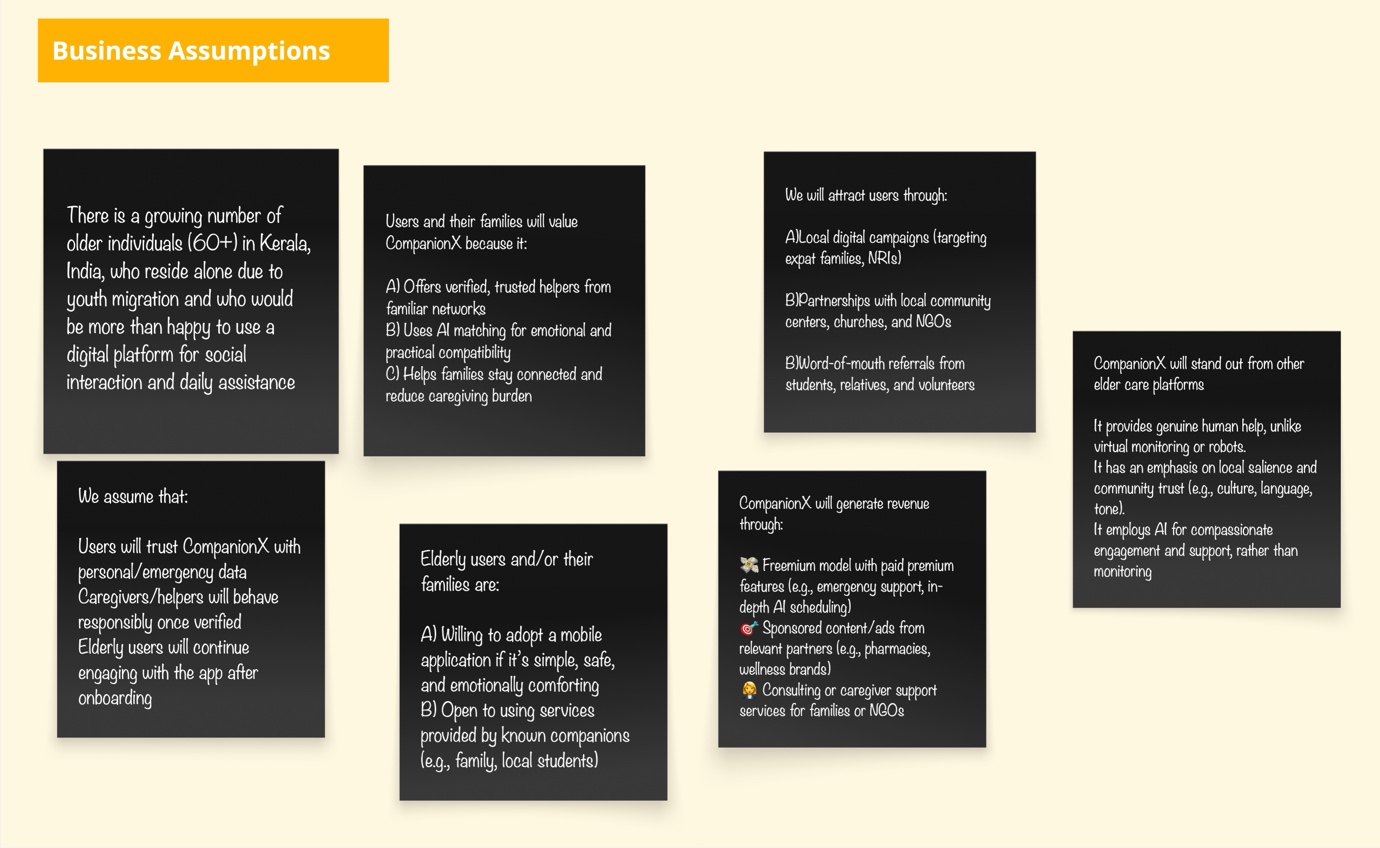 Business Assumptions
There is a growing number of
older individuals (60+) in Kerala,
India, who reside alone due to
youth migration and who would
be more than happy to use a
digital platform for social
interaction and daily assistance
Users and their families will value
CompanionX because it:
A) Offers verified, trusted helpers from
familiar networks
B) Uses AI matching for emotional and
practical compatibility
C) Helps families stay connected and
reduce caregiving burden
We will attract users through:
A)Local digital campaigns (targeting
expat families, NRIs)
B)Partnerships with local community
centers, churches, and NGOs
B)Word-of-mouth referrals from
students, relatives, and volunteers
CompanionX will stand out from other
elder care platforms
It provides genuine human help, unlike
virtual monitoring or robots.
It has an emphasis on local salience and
community trust (e.g., culture, language,
tone).
It employs AI for compassionate
engagement and support, rather than
monitoring
We assume that:
Users will trust CompanionX with
personal/emergency data
Caregivers/helpers will behave
responsibly once verified
Elderly users will continue
engaging with the app after
onboarding
Elderly users and/or their
families are:
A) Willing to adopt a mobile
application if it's simple, safe,
and emotionally comforting
B) Open to using services
provided by known companions
(e.g., family, local students)
CompanionX will generate revenue
through:
💸 Freemium model with paid premium
features (e.g., emergency support, in-
depth AI scheduling)
🎯 Sponsored content/ads from
relevant partners (e.g., pharmacies,
wellness brands)
👩‍⚕️ Consulting or caregiver support
services for families or NGOs